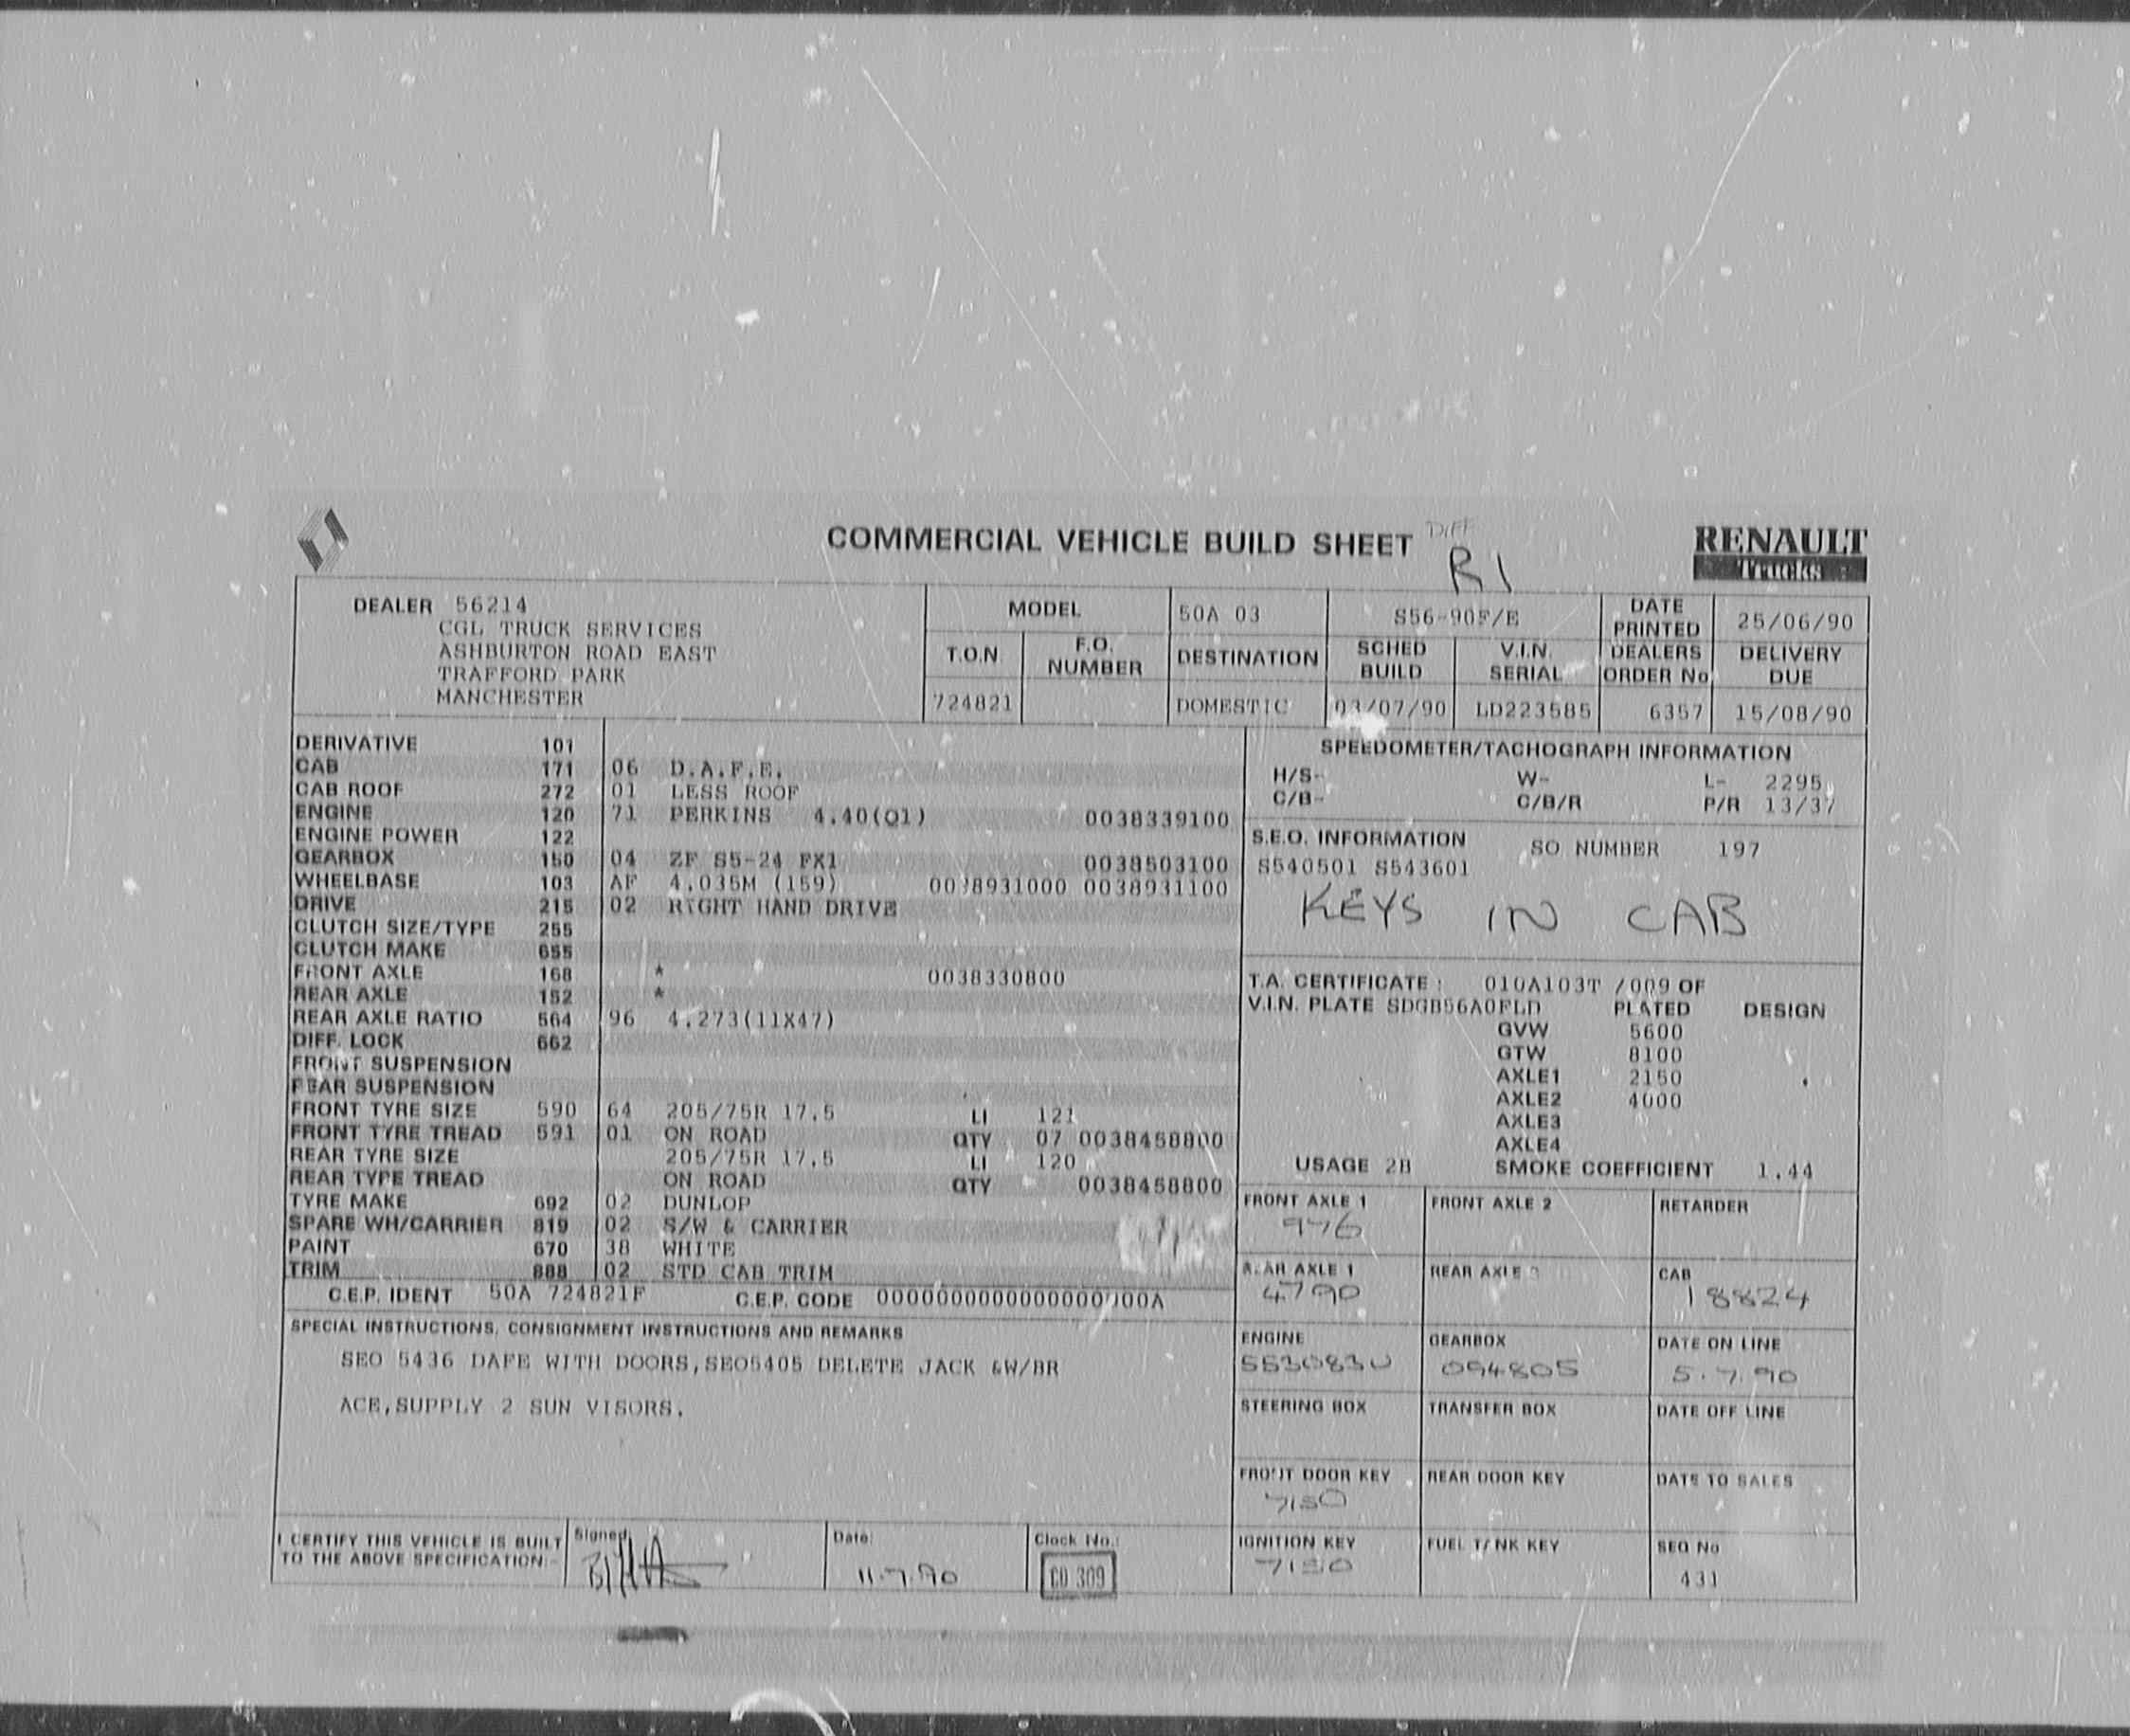 COMMERCIAL VEHICLE BUILD SHEET
DIFF
R1
RENAULT
Trucks
DEALER 56214
CGL TRUCK SERVICES
ASHBURTON ROAD EAST
TRAFFORD PARK
MANCHESTER
MODEL 50A 03 S56-90F/E DATE PRINTED 25/06/90
T.O.N F.O. NUMBER DESTINATION SCHED BUILD V.I.N. SERIAL DEALERS ORDER No DELIVERY DUE
724821 DOMESTIC 03/07/90 LD223585 6357 15/08/90
DERIVATIVE 101
CAB 171 06 D.A.F.E.
CAB ROOF 272 01 LESS ROOF
ENGINE 120 71 PERKINS 4.40(Q1) 0038339100
ENGINE POWER 122
GEARBOX 150 04 ZF S5-24 FX1 0038503100
WHEELBASE 103 AF 4.035M (159) 0038931000 0038931100
DRIVE 215 02 RIGHT HAND DRIVE
CLUTCH SIZE/TYPE 255
CLUTCH MAKE 655
FRONT AXLE 168 * 0038330800
REAR AXLE 152 *
REAR AXLE RATIO 564 96 4.273(11X47)
DIFF. LOCK 662
FRONT SUSPENSION
REAR SUSPENSION
FRONT TYRE SIZE 590 64 205/75R 17.5 LI 121
FRONT TYRE TREAD 591 01 ON ROAD QTY 07 0038458800
REAR TYRE SIZE 205/75R 17.5 LI 120
REAR TYPE TREAD ON ROAD QTY 0038458800
TYRE MAKE 692 02 DUNLOP
SPARE WH/CARRIER 819 02 S/W & CARRIER
PAINT 670 38 WHITE
TRIM 888 02 STD CAB TRIM
C.E.P. IDENT 50A 724821F C.E.P. CODE
SPECIAL INSTRUCTIONS, CONSIGNMENT INSTRUCTIONS AND REMARKS
SEO 5436 DAFE WITH DOORS,SEO5405 DELETE JACK &W/BR
ACE,SUPPLY 2 SUN VISORS.
I CERTIFY THIS VEHICLE IS BUILT
TO THE ABOVE SPECIFICATION:-
Signed
Date:
11.7.90
Clock No.:
CO 309
SPEEDOMETER/TACHOGRAPH INFORMATION
H/S- W- L- 2295
C/B- C/B/R P/R 13/37
S.E.O. INFORMATION SO NUMBER 197
S540501 S543601
KEYS IN CAB
T.A. CERTIFICATE : 010A103T /009 OF
V.I.N. PLATE SDGB56A0FLD PLATED DESIGN
GVW 5600
GTW 8100
AXLE1 2150
AXLE2 4000
AXLE3
AXLE4
USAGE 2B SMOKE COEFFICIENT 1.44
FRONT AXLE 1 FRONT AXLE 2 RETARDER
976
REAR AXLE 1 REAR AXLE 2 CAB
4790 18824
ENGINE GEARBOX DATE ON LINE
5530830 094805 5.7.90
STEERING BOX TRANSFER BOX DATE OFF LINE
FRONT DOOR KEY REAR DOOR KEY DATE TO SALES
7150
IGNITION KEY FUEL TANK KEY SEQ No
7150 431